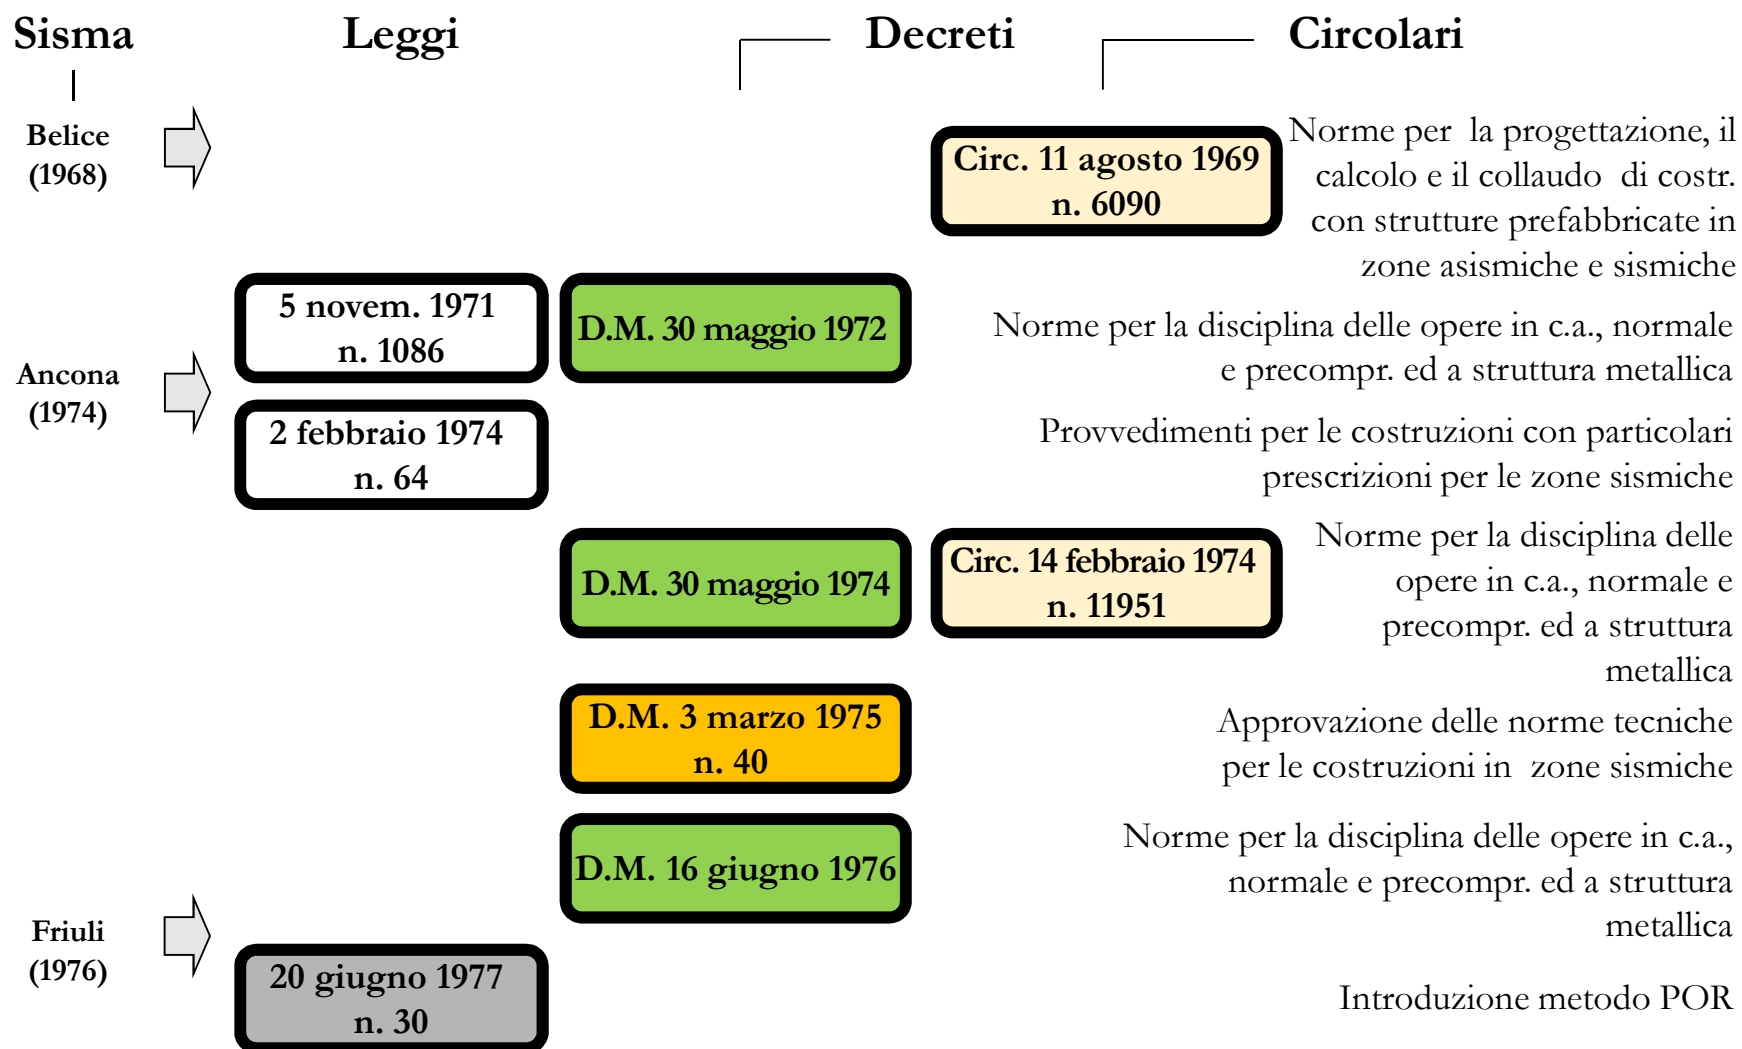 Sisma
Leggi
Decreti
Circolari
Belice
(1968)
Circ. 11 agosto 1969
n. 6090
Norme per la progettazione, il
calcolo e il collaudo di costr.
con strutture prefabbricate in
zone asismiche e sismiche
5 novem. 1971
n. 1086
D.M. 30 maggio 1972
Norme per la disciplina delle opere in c.a., normale
e precompr. ed a struttura metallica
Ancona
(1974)
2 febbraio 1974
n. 64
Provvedimenti per le costruzioni con particolari
prescrizioni per le zone sismiche
D.M. 30 maggio 1974
Circ. 14 febbraio 1974
n. 11951
Norme per la disciplina delle
opere in c.a., normale e
precompr. ed a struttura
metallica
D.M. 3 marzo 1975
n. 40
Approvazione delle norme tecniche
per le costruzioni in zone sismiche
D.M. 16 giugno 1976
Norme per la disciplina delle opere in c.a.,
normale e precompr. ed a struttura
metallica
Friuli
(1976)
20 giugno 1977
n. 30
Introduzione metodo POR